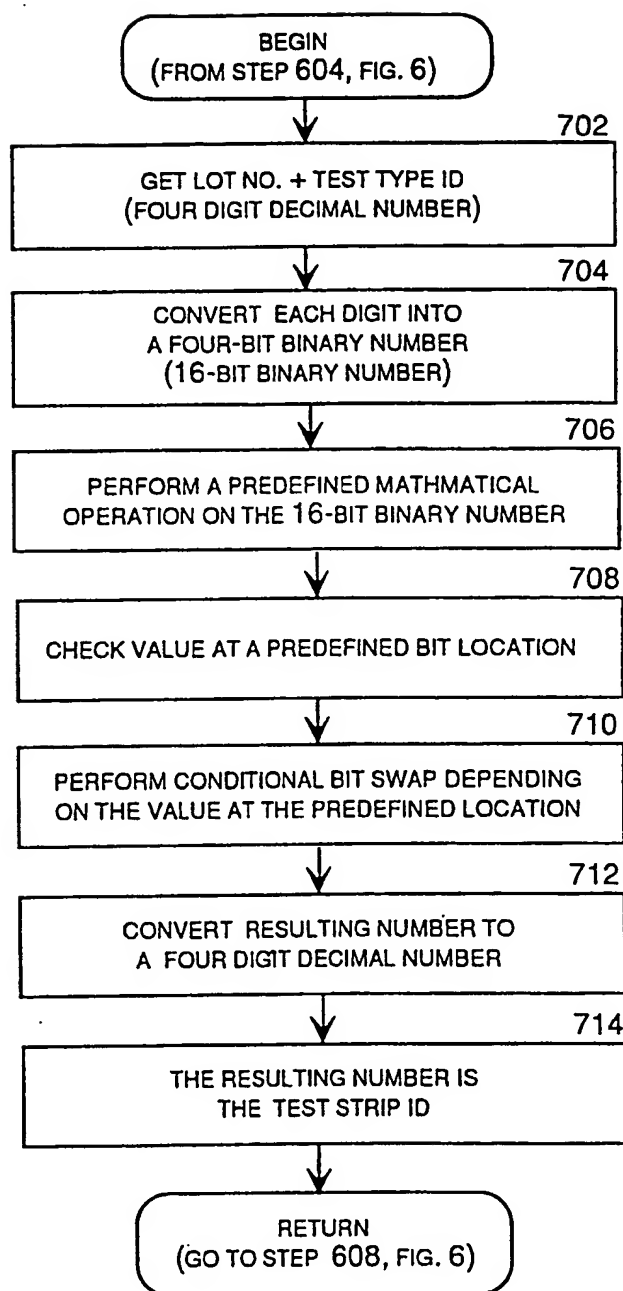 BEGIN
(FROM STEP 604, FIG. 6)
702
GET LOT NO. + TEST TYPE ID
(FOUR DIGIT DECIMAL NUMBER)
704
CONVERT EACH DIGIT INTO
A FOUR-BIT BINARY NUMBER
(16-BIT BINARY NUMBER)
706
PERFORM A PREDEFINED MATHMATICAL
OPERATION ON THE 16-BIT BINARY NUMBER
708
CHECK VALUE AT A PREDEFINED BIT LOCATION
710
PERFORM CONDITIONAL BIT SWAP DEPENDING
ON THE VALUE AT THE PREDEFINED LOCATION
712
CONVERT RESULTING NUMBER TO
A FOUR DIGIT DECIMAL NUMBER
714
THE RESULTING NUMBER IS
THE TEST STRIP ID
RETURN
(GO TO STEP 608, FIG. 6)